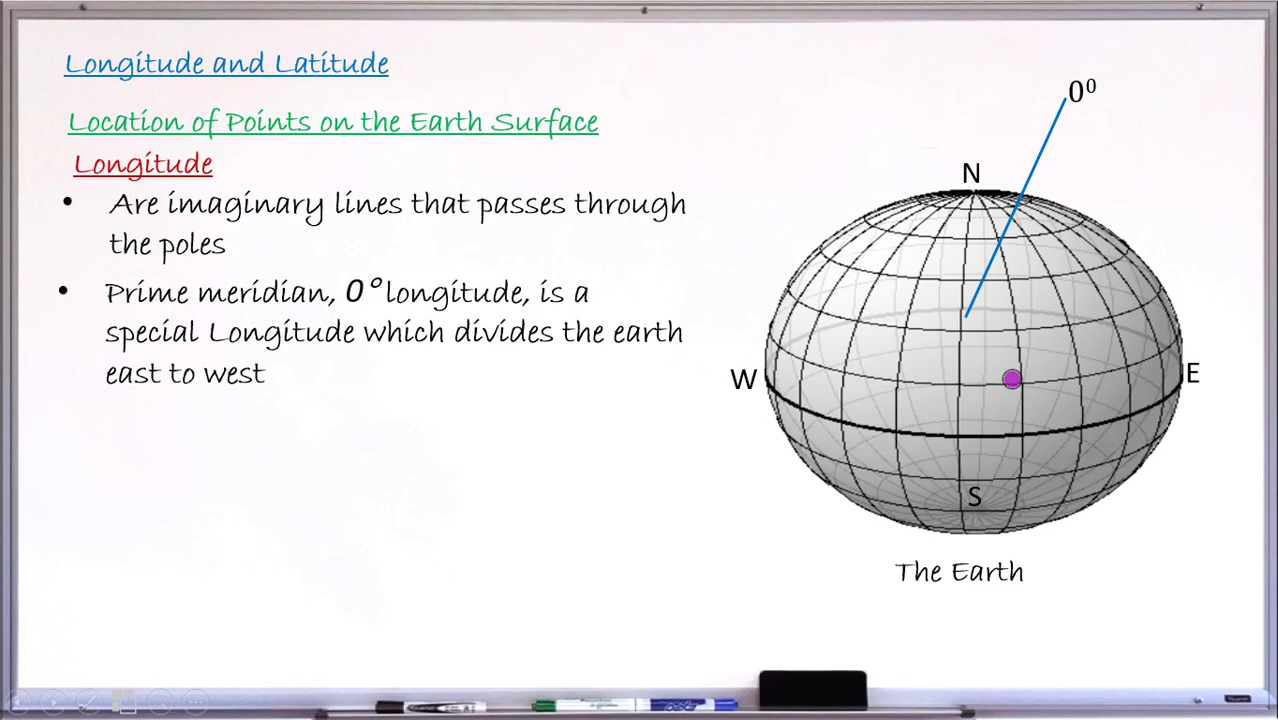 Longitude and Latitude
Location of Points on the Earth Surface
Longitude
• Are imaginary lines that passes through
the poles
• Prime meridian, 0° longitude, is a
special Longitude which divides the earth
east to west
0⁰
N
W
E
S
The Earth